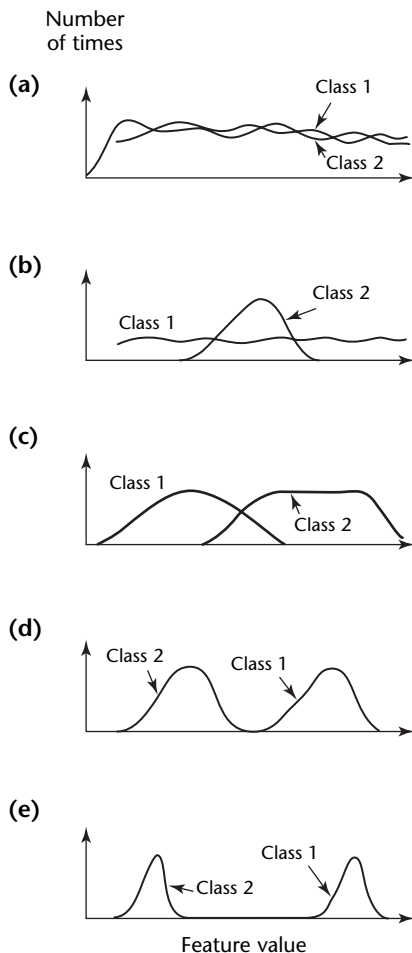 Number
of times
(a)
Class 1
Class 2
(b)
Class 2
Class 1
(c)
Class 1
Class 2
(d)
Class 2
Class 1
(e)
Class 1
Class 2
Feature value